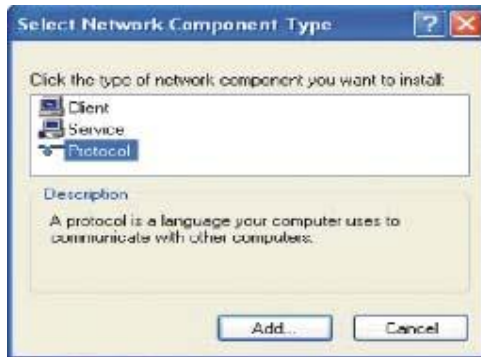 Select Network Component Type
Click the type of network component you want to install:
Client
Service
Protocol
Description
A protocol is a language your computer uses to
communicate with other computers.
Add...
Cancel